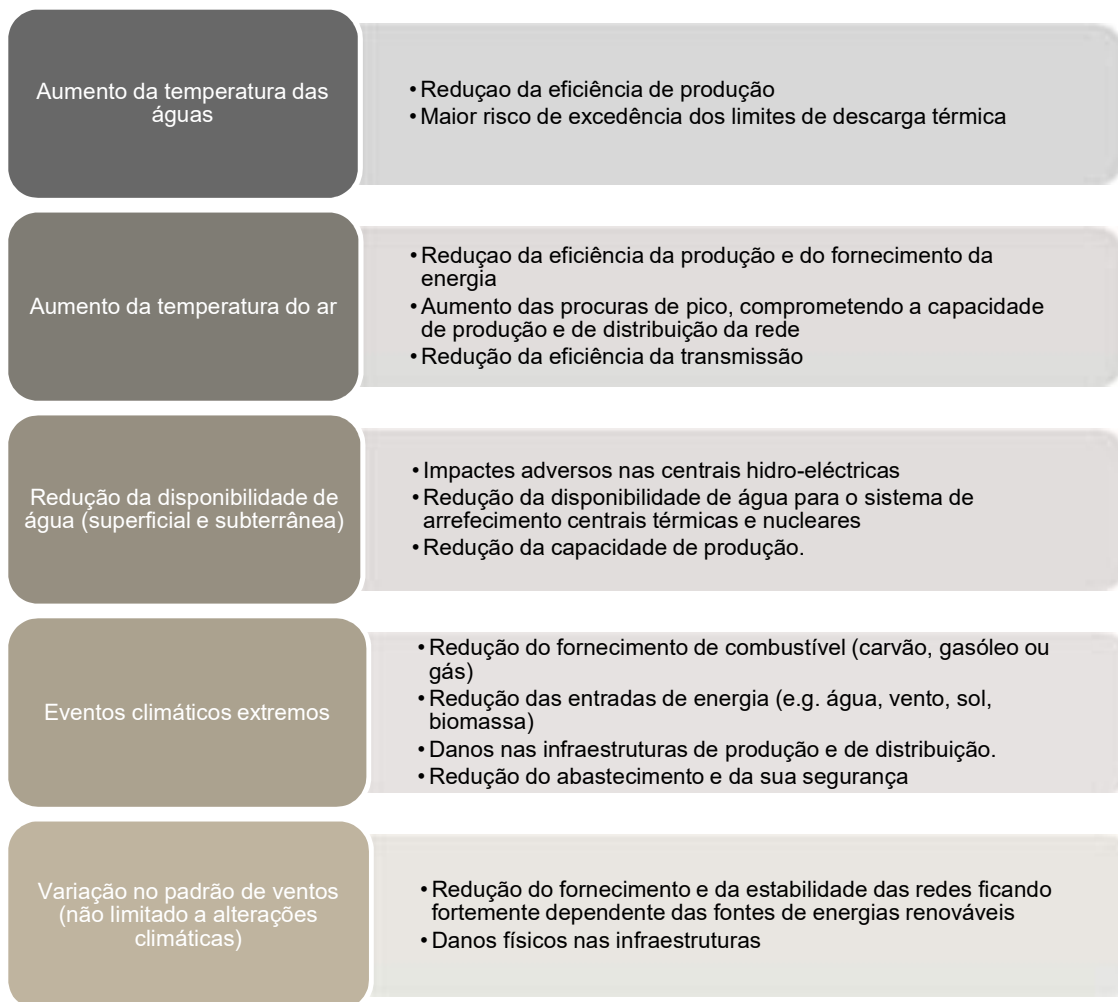 Aumento da temperatura das
águas
• Reduçao da eficiência de produção
• Maior risco de excedência dos limites de descarga térmica
Aumento da temperatura do ar
• Reduçao da eficiência da produção e do fornecimento da
energia
• Aumento das procuras de pico, comprometendo a capacidade
de produção e de distribuição da rede
• Redução da eficiência da transmissão
Redução da disponibilidade de
água (superficial e subterrânea)
• Impactes adversos nas centrais hidro-eléctricas
• Redução da disponibilidade de água para o sistema de
arrefecimento centrais térmicas e nucleares
• Redução da capacidade de produção.
Eventos climáticos extremos
• Redução do fornecimento de combustível (carvão, gasóleo ou
gás)
• Redução das entradas de energia (e.g. água, vento, sol,
biomassa)
• Danos nas infraestruturas de produção e de distribuição.
• Redução do abastecimento e da sua segurança
Variação no padrão de ventos
(não limitado a alterações
climáticas)
• Redução do fornecimento e da estabilidade das redes ficando
fortemente dependente das fontes de energias renováveis
• Danos físicos nas infraestruturas